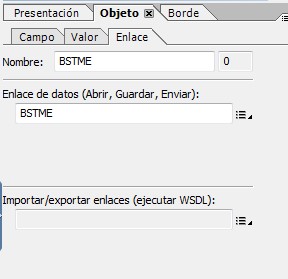 Presentación Objeto Borde
Campo Valor Enlace
Nombre: BSTME 0
Enlace de datos (Abrir, Guardar, Enviar):
BSTME
Importar/exportar enlaces (ejecutar WSDL):